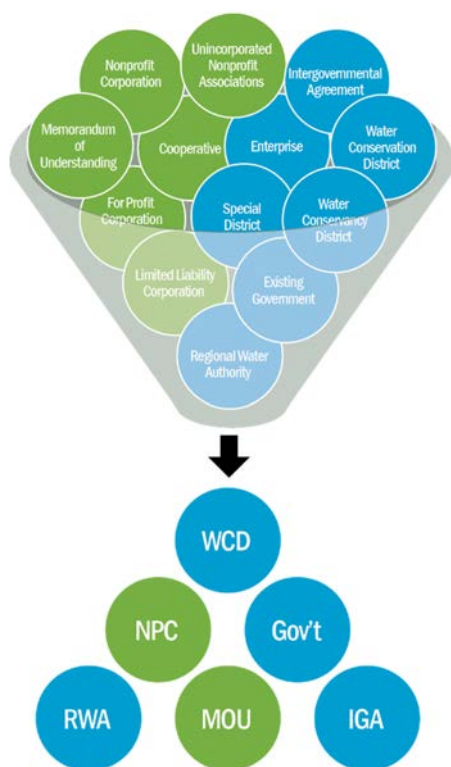 Unincorporated
Nonprofit
Associations
Nonprofit
Corporation
Intergovernmental
Agreement
Memorandum
of
Understanding
Cooperative
Enterprise
Water
Conservation
District
For Profit
Corporation
Special
District
Water
Conservancy
District
Limited Liability
Corporation
Existing
Government
Regional Water
Authority
WCD
NPC
Gov't
RWA
MOU
IGA